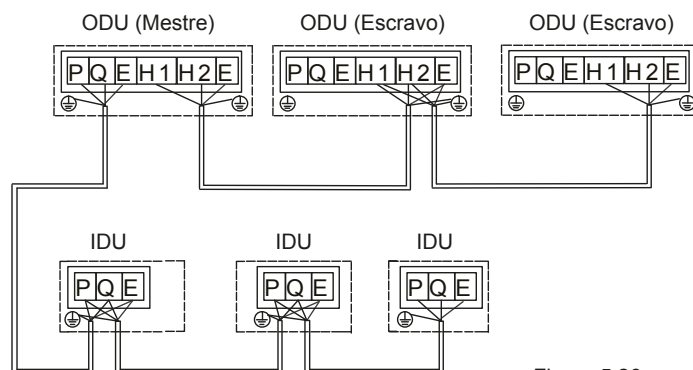 ODU (Mestre) ODU (Escravo) ODU (Escravo)
P Q E H1 H2 E P Q E H1 H2 E P Q E H1 H2 E
IDU IDU IDU
P Q E P Q E P Q E